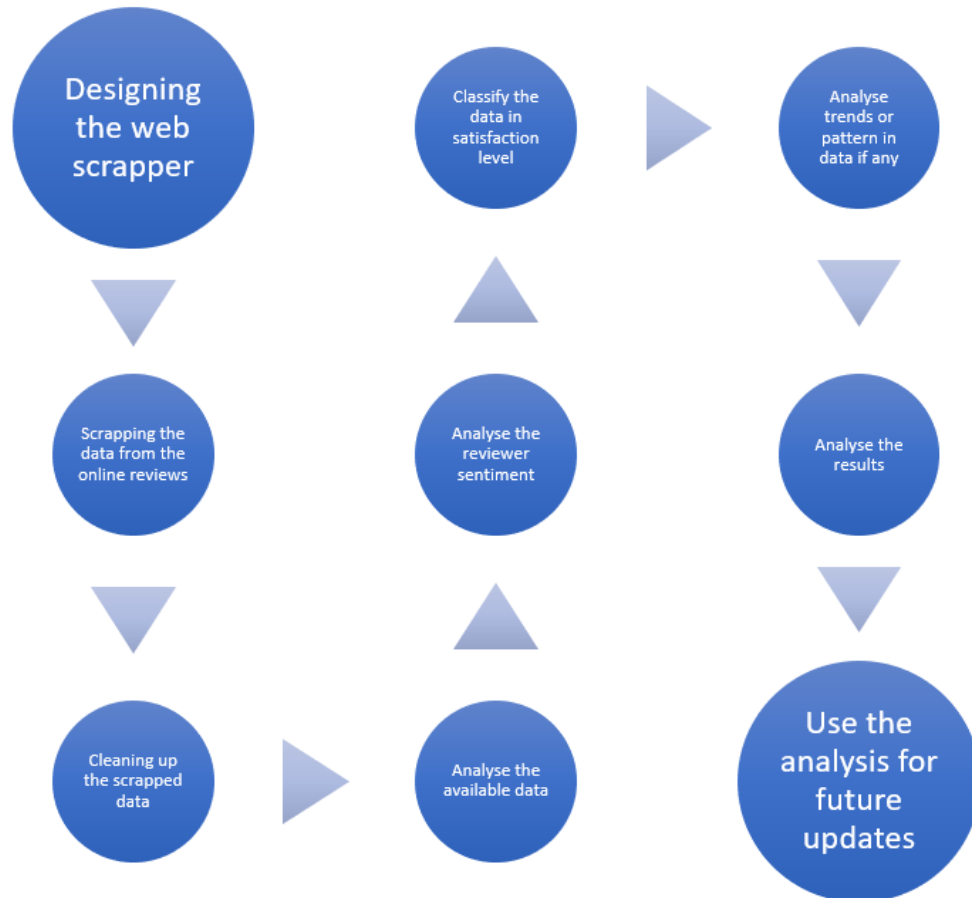 Designing
the web
scrapper
Scrapping the
data from the
online reviews
Cleaning up
the scrapped
data
Analyse the
available data
Analyse the
reviewer
sentiment
Classify the
data in
satisfaction
level
Analyse
trends or
pattern in
data if any
Analyse the
results
Use the
analysis for
future
updates